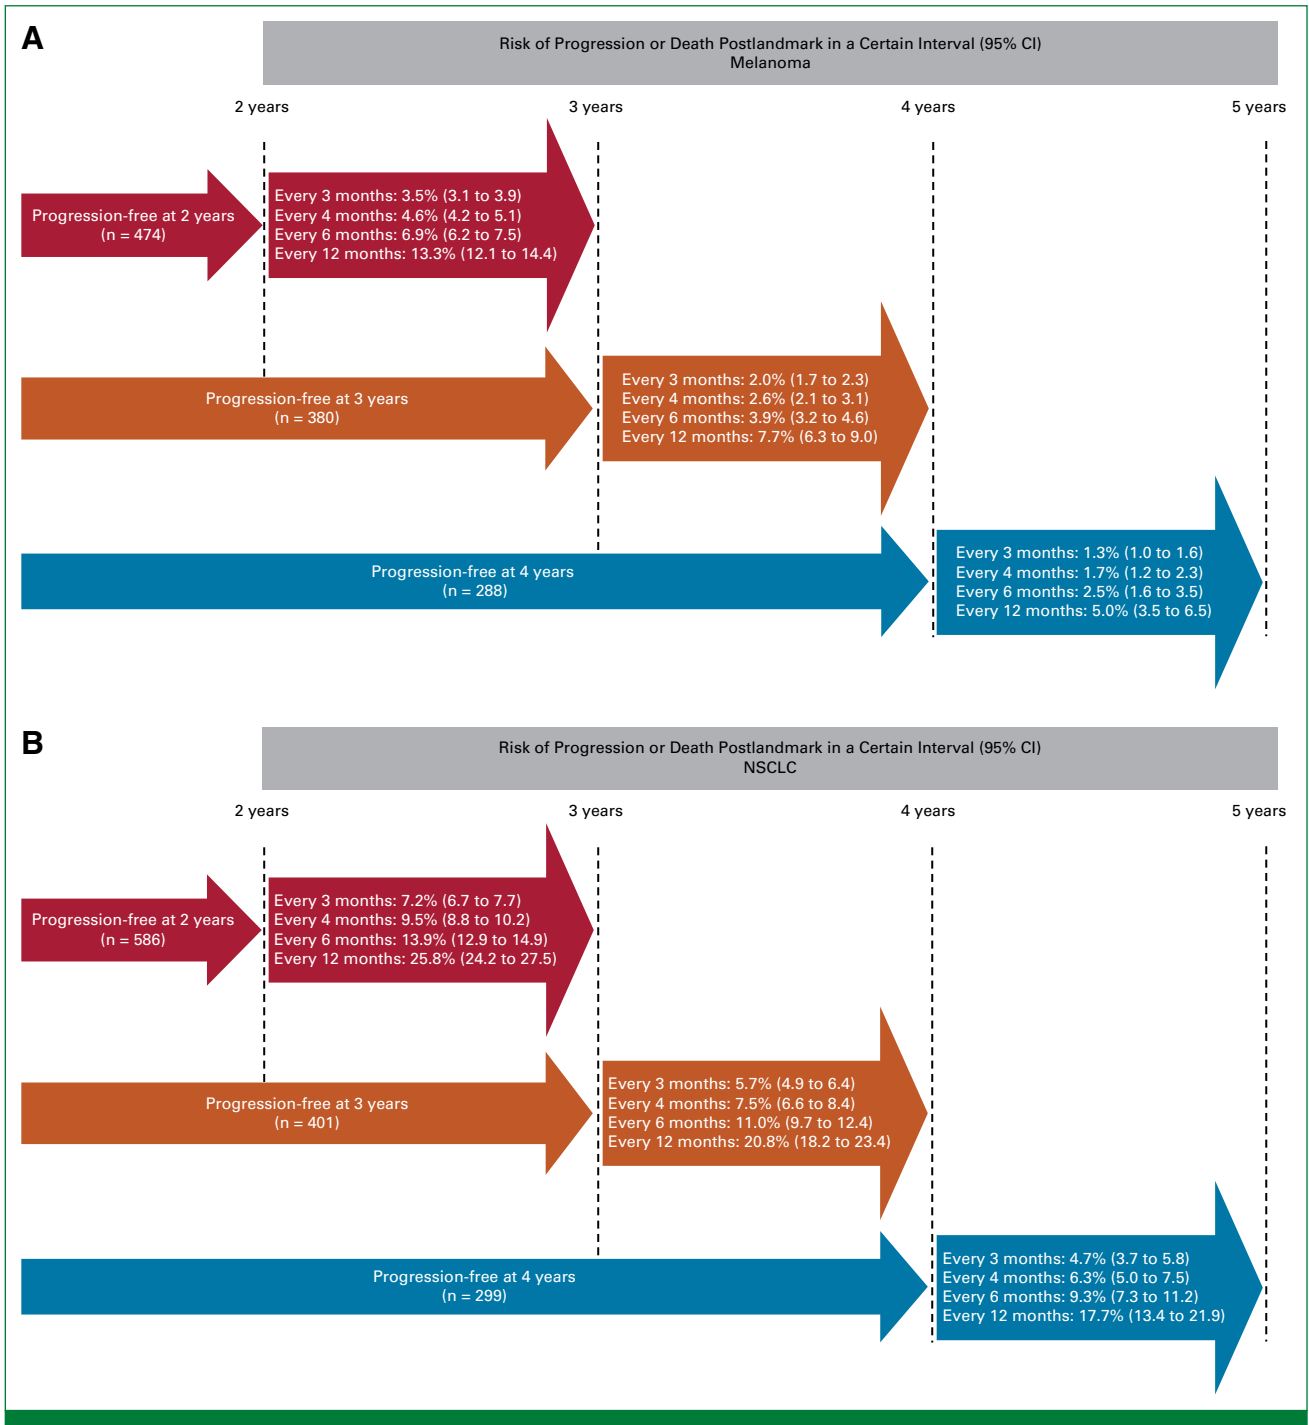 A
Risk of Progression or Death Postlandmark in a Certain Interval (95% CI)
Melanoma
2 years
3 years
4 years
5 years
Progression-free at 2 years
(n = 474)
Every 3 months: 3.5% (3.1 to 3.9)
Every 4 months: 4.6% (4.2 to 5.1)
Every 6 months: 6.9% (6.2 to 7.5)
Every 12 months: 13.3% (12.1 to 14.4)
Progression-free at 3 years
(n = 380)
Every 3 months: 2.0% (1.7 to 2.3)
Every 4 months: 2.6% (2.1 to 3.1)
Every 6 months: 3.9% (3.2 to 4.6)
Every 12 months: 7.7% (6.3 to 9.0)
Progression-free at 4 years
(n = 288)
Every 3 months: 1.3% (1.0 to 1.6)
Every 4 months: 1.7% (1.2 to 2.3)
Every 6 months: 2.5% (1.6 to 3.5)
Every 12 months: 5.0% (3.5 to 6.5)
B
Risk of Progression or Death Postlandmark in a Certain Interval (95% CI)
NSCLC
2 years
3 years
4 years
5 years
Progression-free at 2 years
(n = 586)
Every 3 months: 7.2% (6.7 to 7.7)
Every 4 months: 9.5% (8.8 to 10.2)
Every 6 months: 13.9% (12.9 to 14.9)
Every 12 months: 25.8% (24.2 to 27.5)
Progression-free at 3 years
(n = 401)
Every 3 months: 5.7% (4.9 to 6.4)
Every 4 months: 7.5% (6.6 to 8.4)
Every 6 months: 11.0% (9.7 to 12.4)
Every 12 months: 20.8% (18.2 to 23.4)
Progression-free at 4 years
(n = 299)
Every 3 months: 4.7% (3.7 to 5.8)
Every 4 months: 6.3% (5.0 to 7.5)
Every 6 months: 9.3% (7.3 to 11.2)
Every 12 months: 17.7% (13.4 to 21.9)